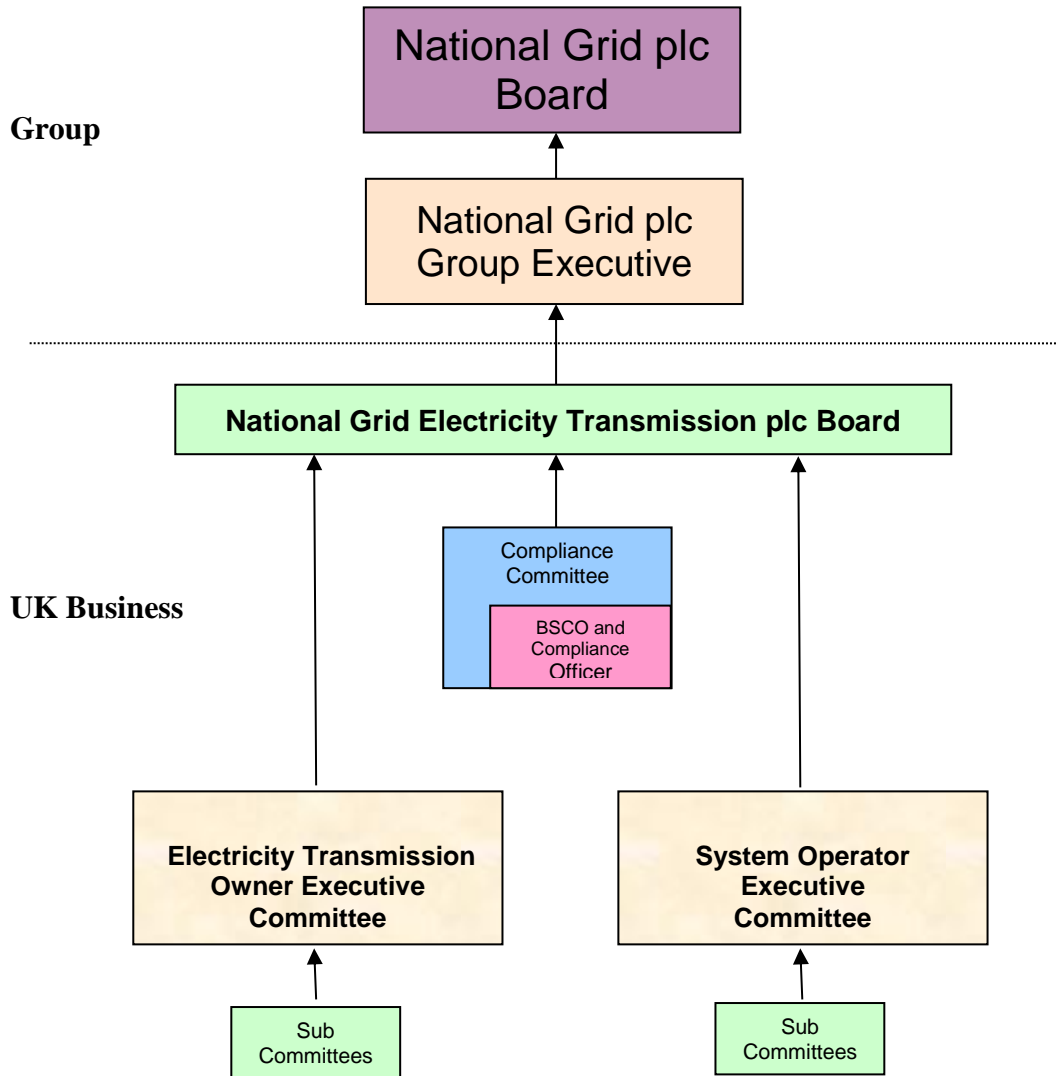 National Grid plc
Board
Group
National Grid plc
Group Executive
National Grid Electricity Transmission plc Board
Compliance
Committee
UK Business
BSCO and
Compliance
Officer
Electricity Transmission
Owner Executive
Committee
System Operator
Executive
Committee
Sub
Committees
Sub
Committees